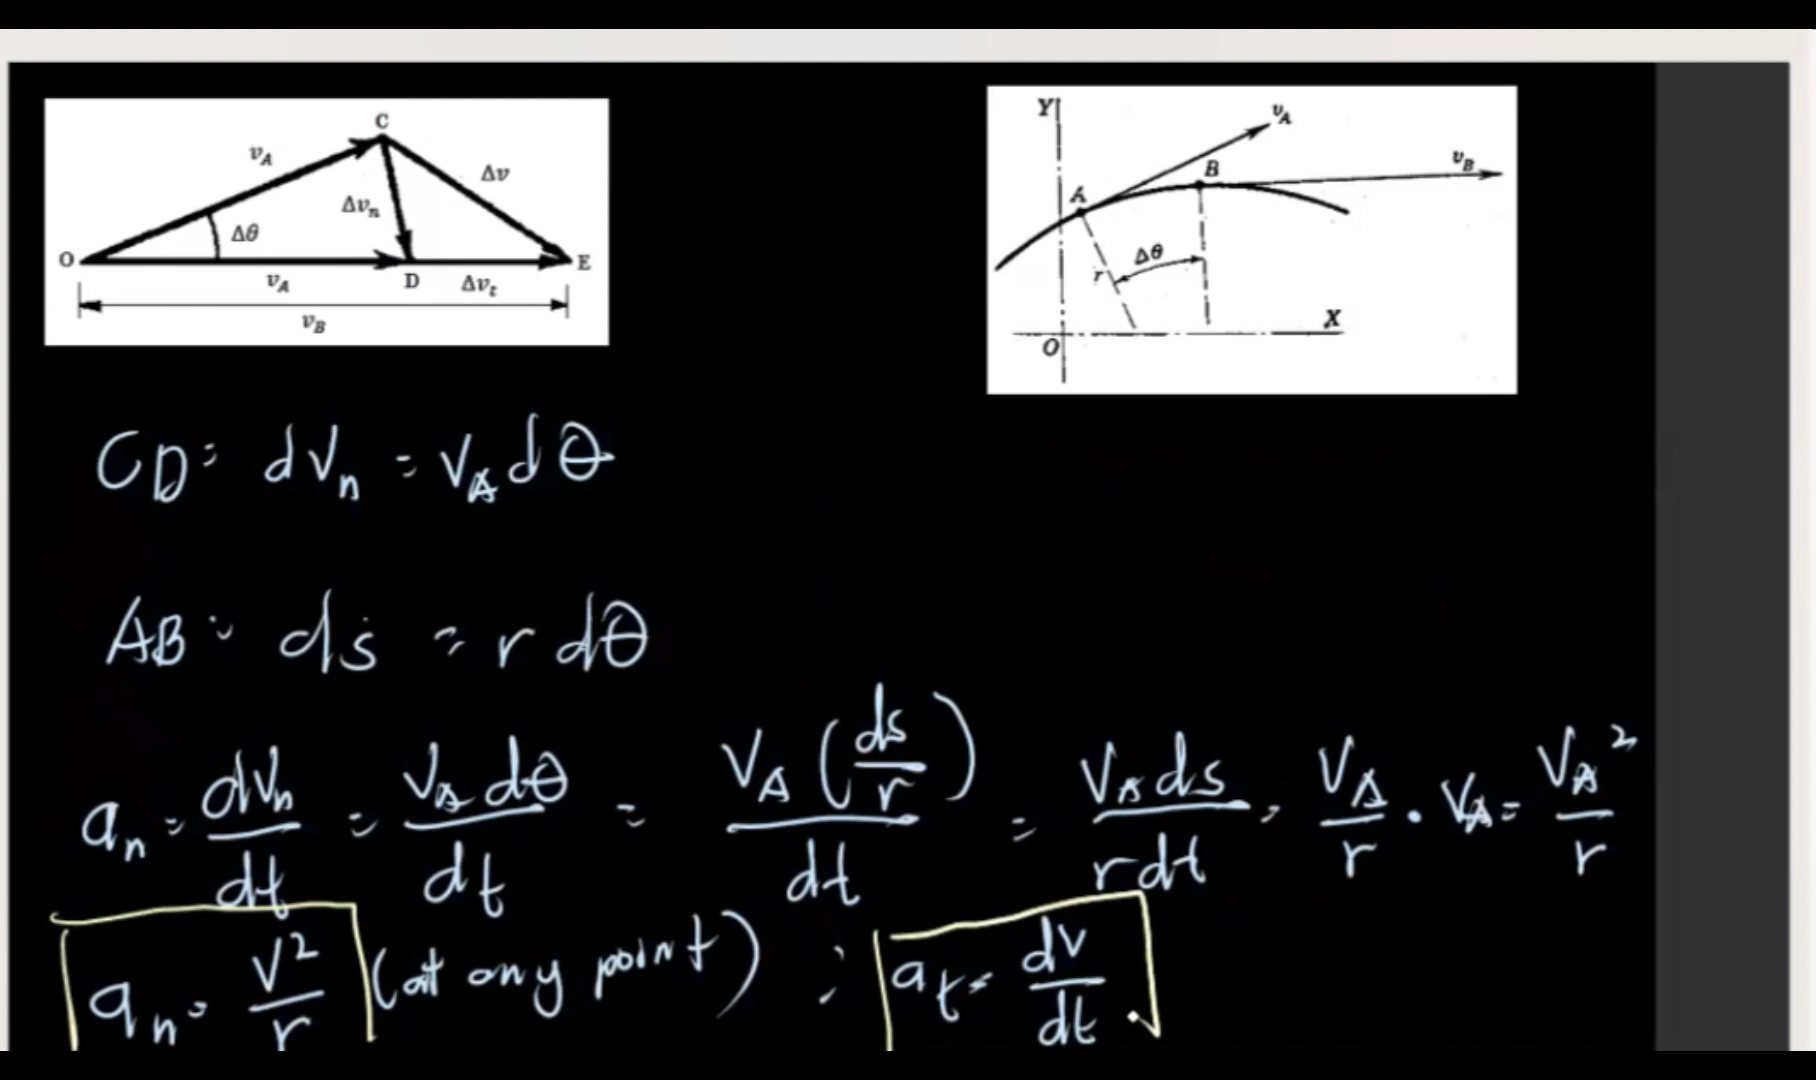 C
v_A
Δv
Δv_n
Δθ
O
v_A
D
Δv_t
E
v_B
Y
v_A
B
v_B
A
Δθ
r
X
O
CD = dV_n = V_A dθ
AB = ds = r dθ
a_n = dV_n/dt = V_A dθ/dt = V_A (ds/r)/dt = V_A ds/r dt = V_A/r · V_A = V_A²/r
a_n = V²/r (at any point) ; a_t = dv/dt